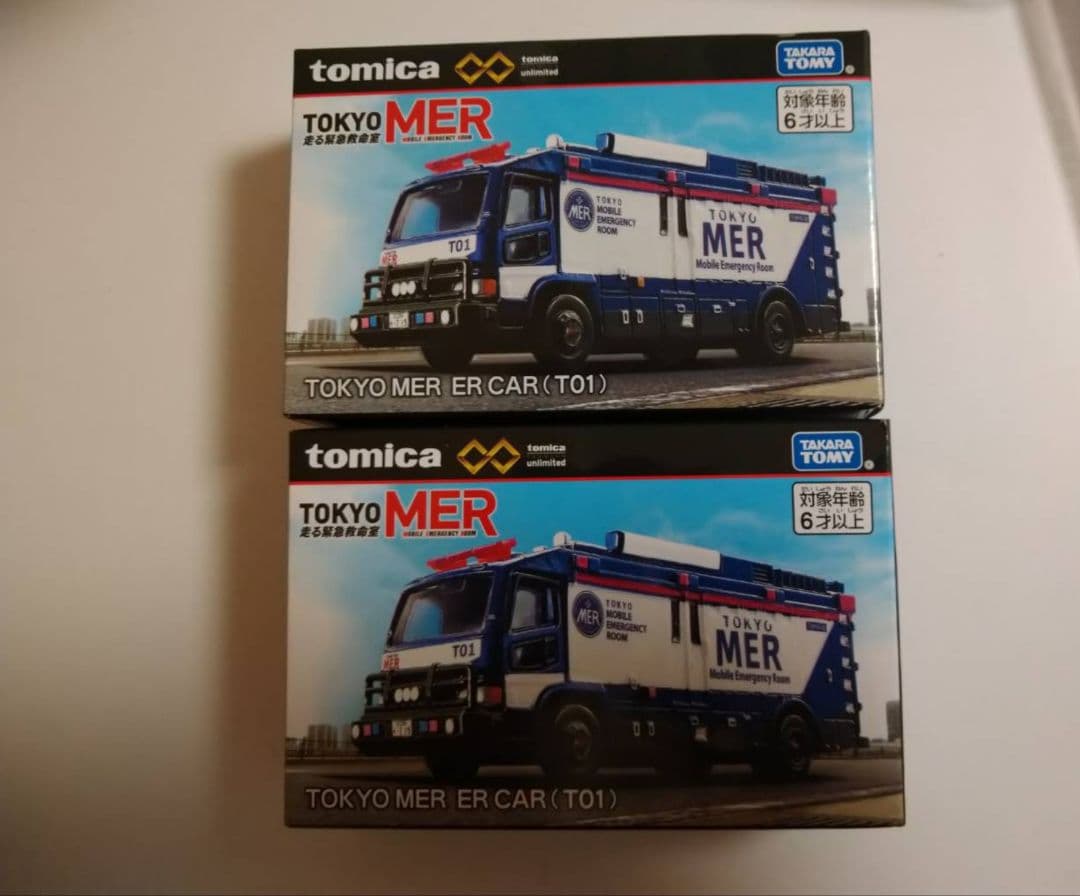 tomica
tomica
unlimited
TAKARA
TOMY
対象年齢
6才以上
TOKYO MER
走る緊急救命室
MOBILE EMERGENCY ROOM
T01
MER
TOKYO
MOBILE
EMERGENCY
ROOM
TOKYO
MER
Mobile Emergency Room
MER
TOKYO MER ER CAR(T01)
tomica
tomica
unlimited
TAKARA
TOMY
対象年齢
6才以上
TOKYO MER
走る緊急救命室
MOBILE EMERGENCY ROOM
T01
MER
TOKYO
MOBILE
EMERGENCY
ROOM
TOKYO
MER
Mobile Emergency Room
MER
TOKYO MER ER CAR(T01)